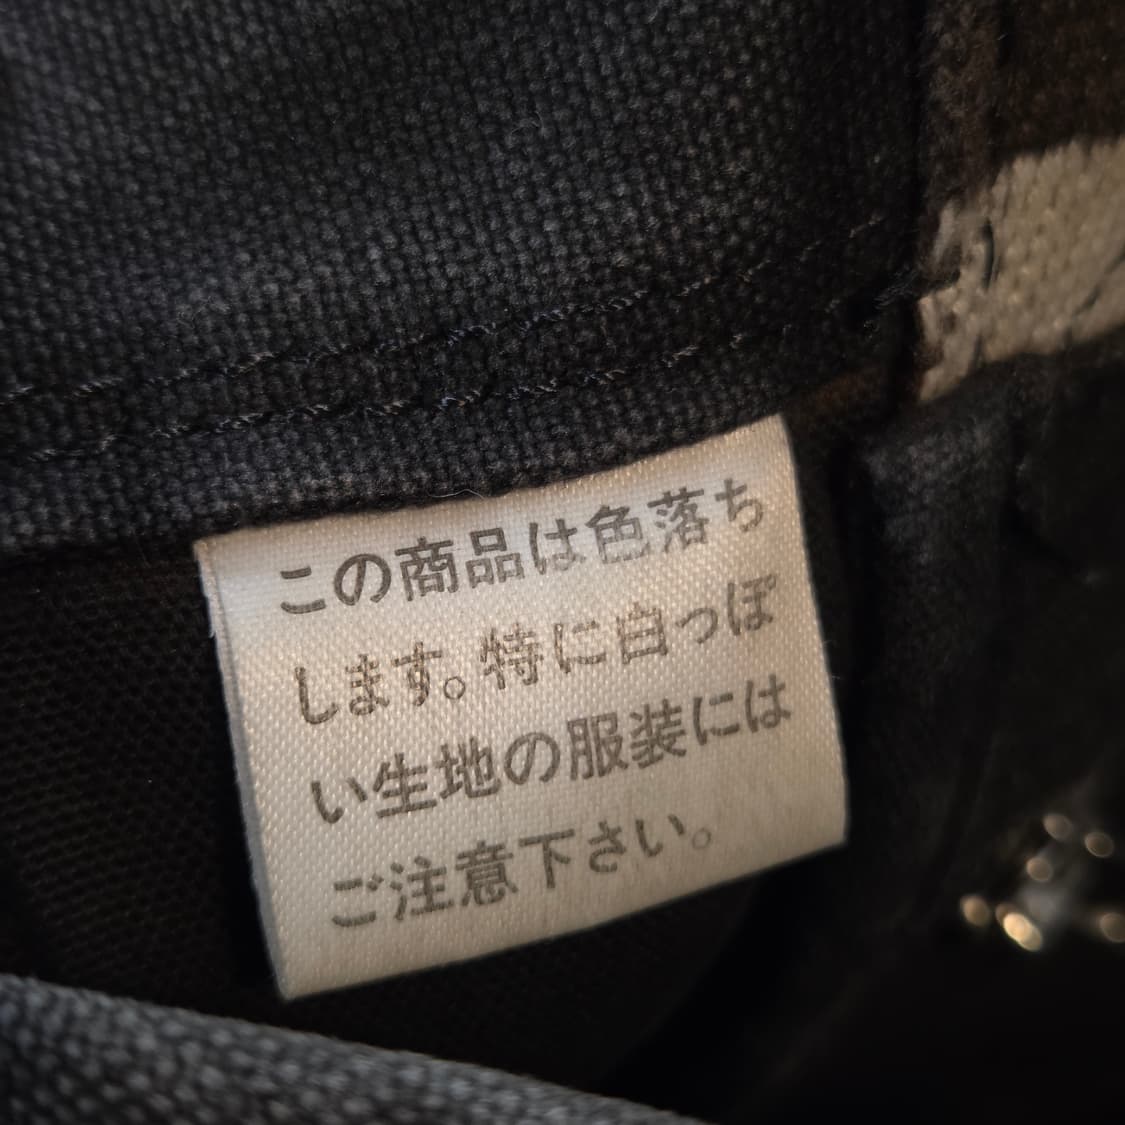 この商品は色落ち
します。特に白っぽ
い生地の服装には
ご注意下さい。